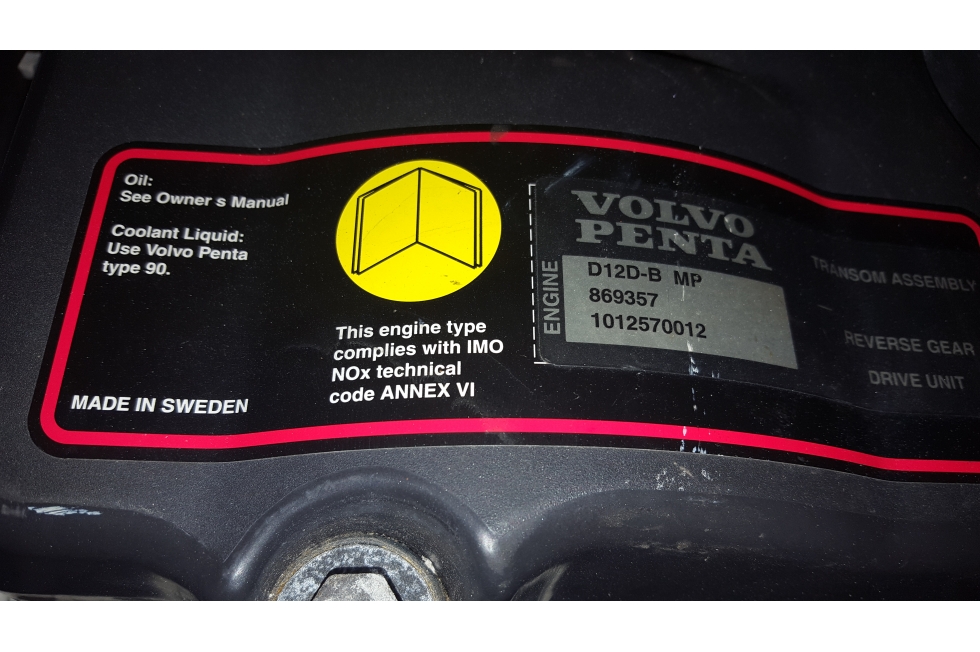 Oil:
See Owner s Manual
Coolant Liquid:
Use Volvo Penta
type 90.
MADE IN SWEDEN
This engine type
complies with IMO
NOx technical
code ANNEX VI
VOLVO
PENTA
ENGINE
D12D-B MP
869357
1012570012
TRANSOM ASSEMBLY
REVERSE GEAR
DRIVE UNIT